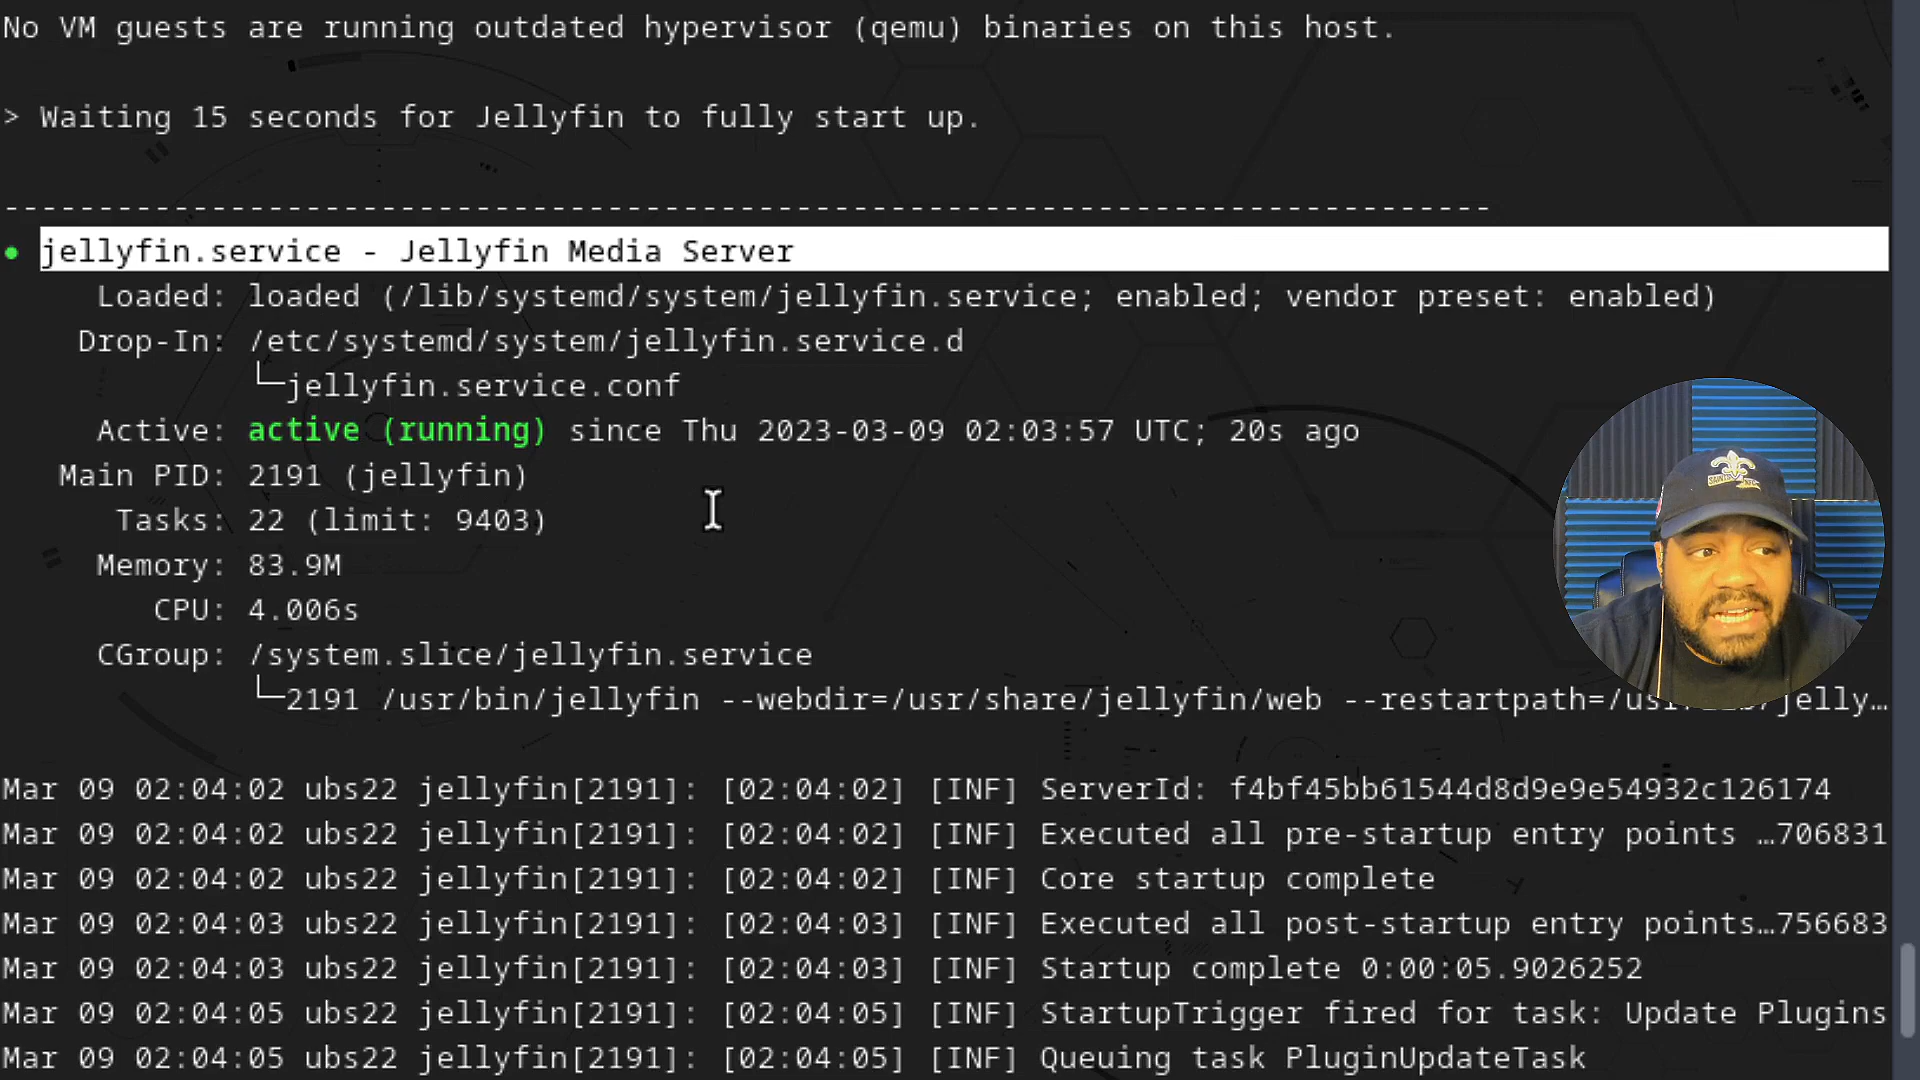 No VM guests are running outdated hypervisor (qemu) binaries on this host.
> Waiting 15 seconds for Jellyfin to fully start up.
-------------------------------------------------------------------------------
● jellyfin.service - Jellyfin Media Server
Loaded: loaded (/lib/systemd/system/jellyfin.service; enabled; vendor preset: enabled)
Drop-In: /etc/systemd/system/jellyfin.service.d
└─jellyfin.service.conf
Active: active (running) since Thu 2023-03-09 02:03:57 UTC; 20s ago
Main PID: 2191 (jellyfin)
Tasks: 22 (limit: 9403)
Memory: 83.9M
CPU: 4.006s
CGroup: /system.slice/jellyfin.service
└─2191 /usr/bin/jellyfin --webdir=/usr/share/jellyfin/web --restartpath=
Mar 09 02:04:02 ubs22 jellyfin[2191]: [02:04:02] [INF] ServerId: f4bf45bb61544d8d9e9e54932c126174
Mar 09 02:04:02 ubs22 jellyfin[2191]: [02:04:02] [INF] Executed all pre-startup entry points …706831
Mar 09 02:04:02 ubs22 jellyfin[2191]: [02:04:02] [INF] Core startup complete
Mar 09 02:04:03 ubs22 jellyfin[2191]: [02:04:03] [INF] Executed all post-startup entry points…756683
Mar 09 02:04:03 ubs22 jellyfin[2191]: [02:04:03] [INF] Startup complete 0:00:05.9026252
Mar 09 02:04:05 ubs22 jellyfin[2191]: [02:04:05] [INF] StartupTrigger fired for task: Update Plugins
Mar 09 02:04:05 ubs22 jellyfin[2191]: [02:04:05] [INF] Queuing task PluginUpdateTask